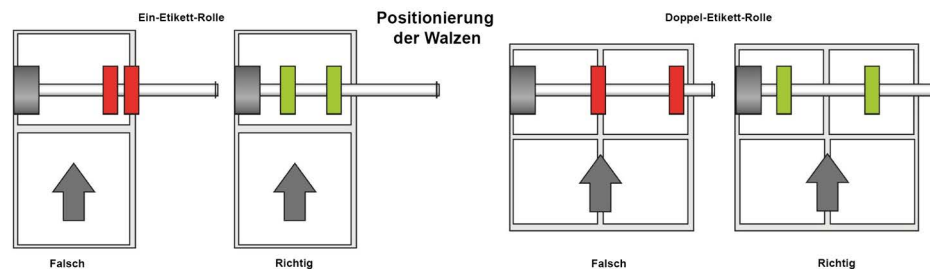 Ein-Etikett-Rolle
Positionierung
der Walzen
Doppel-Etikett-Rolle
Falsch
Richtig
Falsch
Richtig